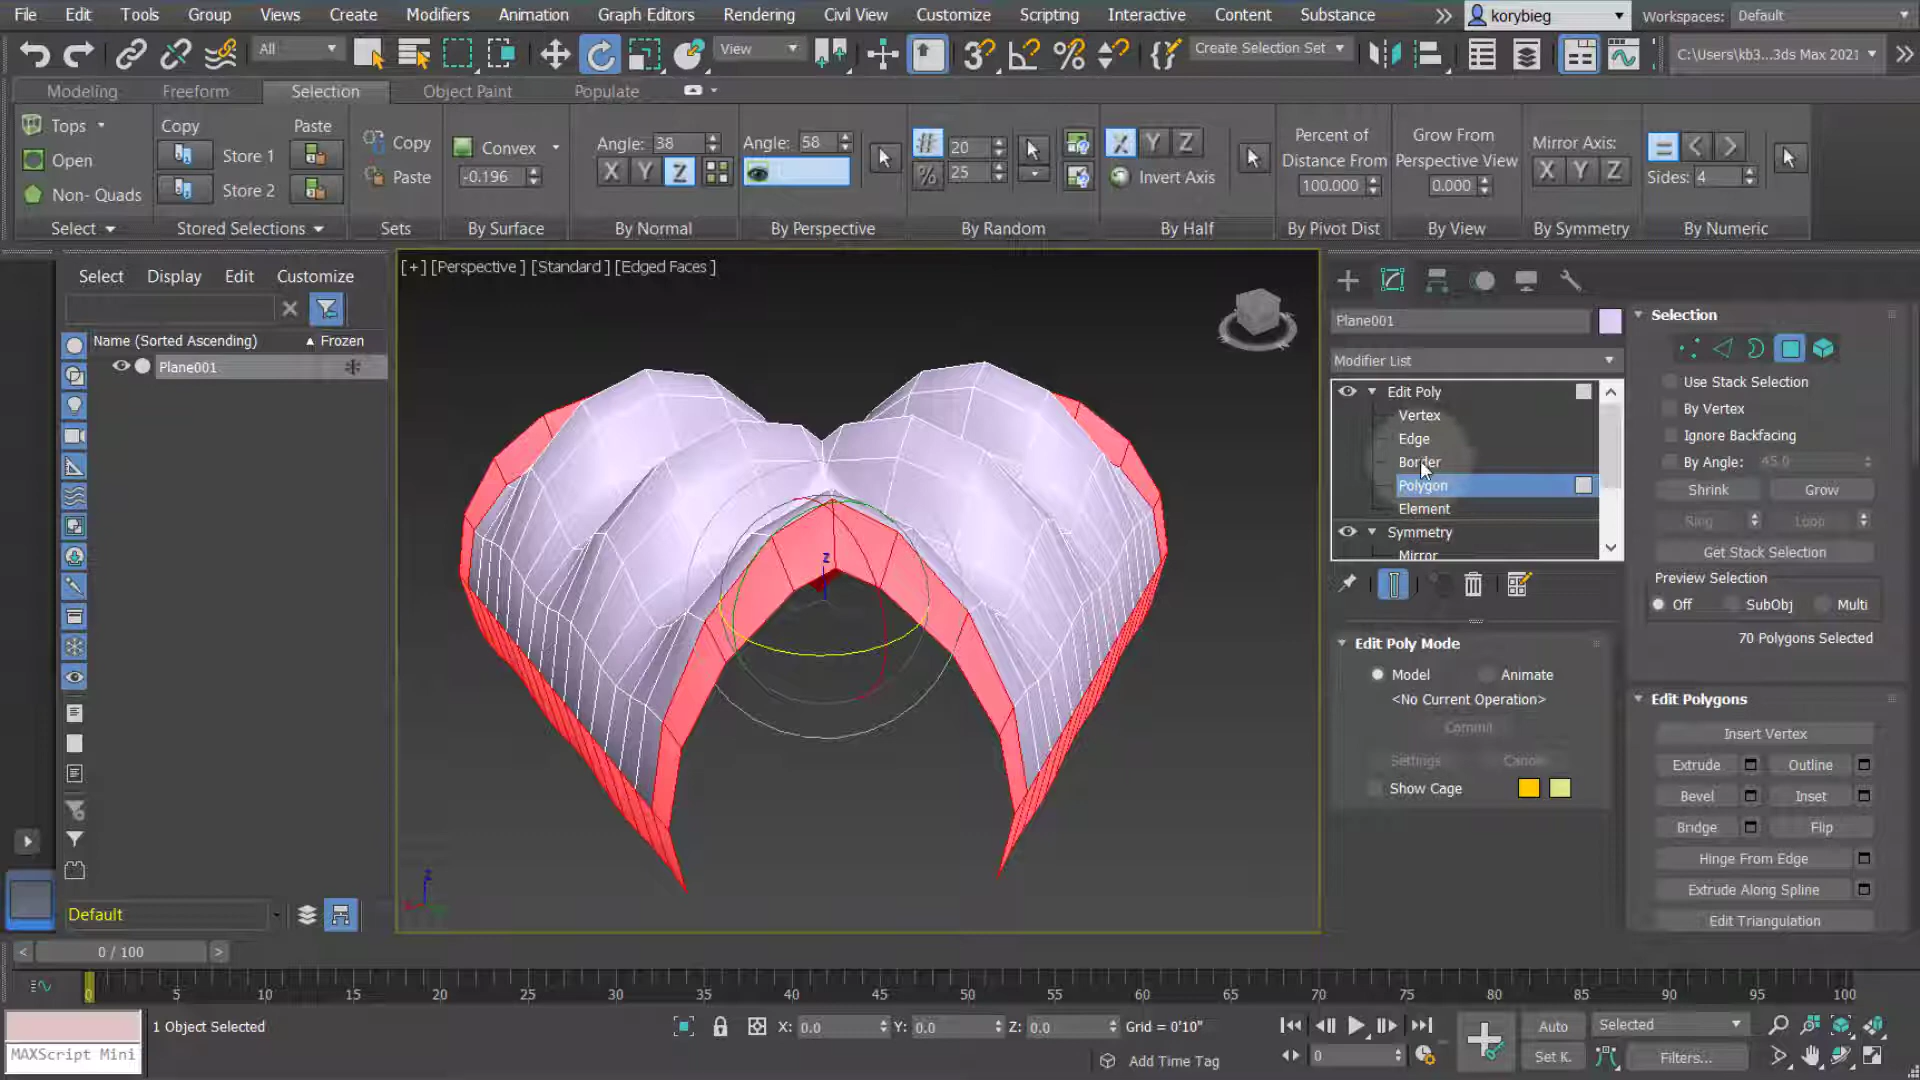 File Edit Tools Group Views Create Modifiers Animation Graph Editors Rendering Civil View Customize Scripting Interactive Content Substance korybieg Workspaces: Default
All View Create Selection Set C:\Users\kb3...3ds Max 2021
Modeling Freeform Selection Object Paint Populate
Tops Copy Paste Copy Convex Angle: 38 Angle: 58 # 20 X Y Z Percent of Distance From 100.000 Grow From Perspective View 0.000 Mirror Axis: = < >
Open Store 1 Paste -0.196 X Y Z % 25 Invert Axis X Y Z Sides: 4
Non- Quads Store 2
Select Stored Selections Sets By Surface By Normal By Perspective By Random By Half By Pivot Dist By View By Symmetry By Numeric
Select Display Edit Customize
Name (Sorted Ascending) Frozen
Plane001
[+] [Perspective ] [Standard ] [Edged Faces ]
z
z
Plane001
Modifier List
Edit Poly
Vertex
Edge
Border
Polygon
Element
Symmetry
Mirror
Edit Poly Mode
Model Animate
<No Current Operation>
Commit
Settings
Show Cage
Selection
Use Stack Selection
By Vertex
Ignore Backfacing
By Angle: 45.0
Shrink Grow
Ring Loop
Get Stack Selection
Preview Selection
Off SubObj Multi
70 Polygons Selected
Edit Polygons
Insert Vertex
Extrude Outline
Bevel Inset
Bridge Flip
Hinge From Edge
Extrude Along Spline
Edit Triangulation
Default
< 0 / 100 >
0 5 10 15 20 25 30 35 40 45 50 55 60 65 70 75 80 85 90 95 100
1 Object Selected X: 0.0 Y: 0.0 Z: 0.0 Grid = 0'10" Auto Selected
MAXScript Mini Add Time Tag 0 Set K. Filters...